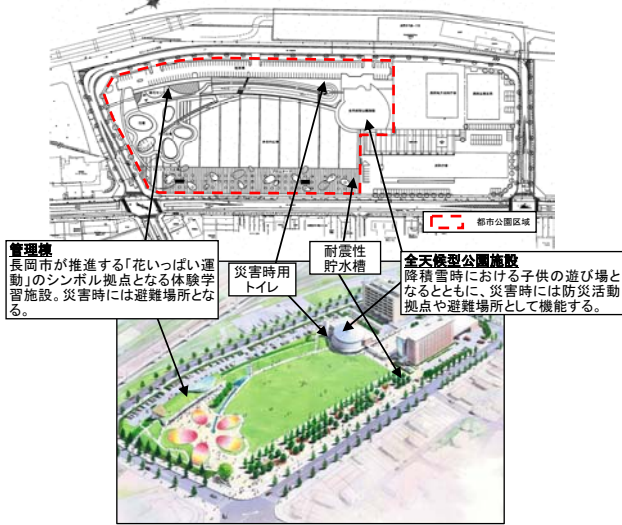 都市公園区域
管理棟
長岡市が推進する「花いっぱい運
動」のシンボル拠点となる体験学
習施設。災害時には避難場所とな
る。
災害時用
トイレ
耐震性
貯水槽
全天候型公園施設
降積雪時における子供の遊び場と
なるとともに、災害時には防災活動
拠点や避難場所として機能する。